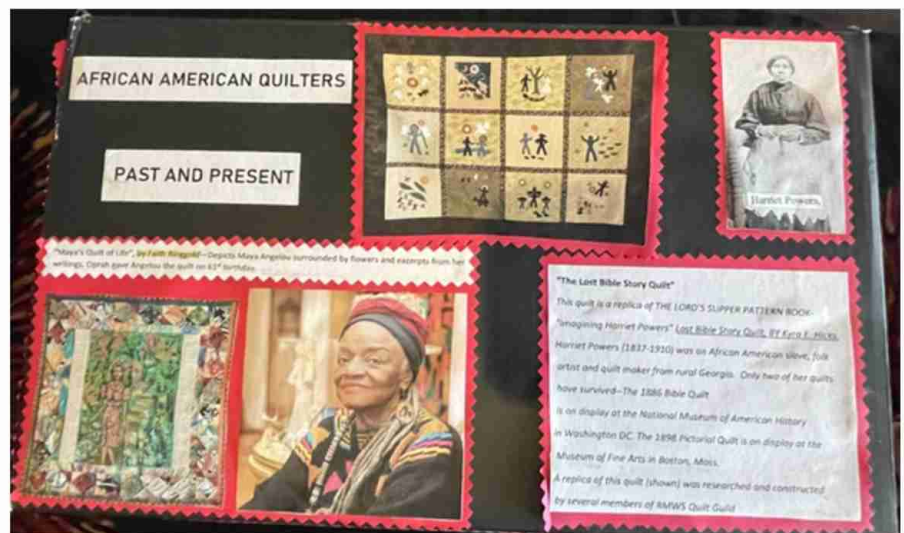 AFRICAN AMERICAN QUILTERS
PAST AND PRESENT
Harriet Powers,
"Maya's Quilt of Life", by Faith Ringgold—Depicts Maya Angelou surrounded by flowers and excerpts from her
writings. Oprah gave Angelou the quilt on 61st birthday.
"The Lost Bible Story Quilt"
This quilt is a replica of THE LORD'S SUPPER PATTERN BOOK-
"Imagining Harriet Powers" Lost Bible Story Quilt, BY Kyra E. Hicks.
Harriet Powers (1837-1910) was an African American slave, folk
artist and quilt maker from rural Georgia. Only two of her quilts
have survived—The 1886 Bible Quilt
is on display at the National Museum of American History
in Washington DC. The 1898 Pictorial Quilt is on display at the
Museum of Fine Arts in Boston, Mass.
A replica of this quilt (shown) was researched and constructed
by several members of RMWS Quilt Guild